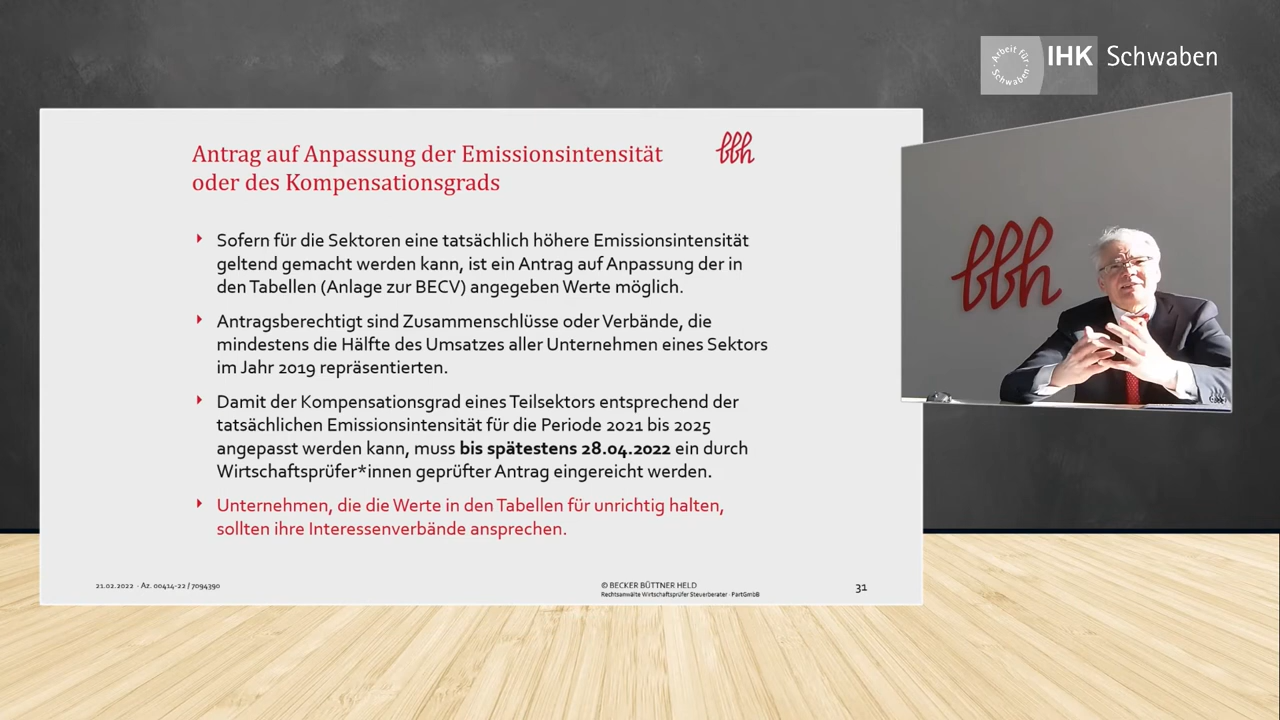 Arbeit für
Schwaben
IHK Schwaben
Antrag auf Anpassung der Emissionsintensität
oder des Kompensationsgrads
bbh
Sofern für die Sektoren eine tatsächlich höhere Emissionsintensität
geltend gemacht werden kann, ist ein Antrag auf Anpassung der in
den Tabellen (Anlage zur BECV) angegeben Werte möglich.
Antragsberechtigt sind Zusammenschlüsse oder Verbände, die
mindestens die Hälfte des Umsatzes aller Unternehmen eines Sektors
im Jahr 2019 repräsentierten.
Damit der Kompensationsgrad eines Teilsektors entsprechend der
tatsächlichen Emissionsintensität für die Periode 2021 bis 2025
angepasst werden kann, muss bis spätestens 28.04.2022 ein durch
Wirtschaftsprüfer*innen geprüfter Antrag eingereicht werden.
Unternehmen, die die Werte in den Tabellen für unrichtig halten,
sollten ihre Interessenverbände ansprechen.
21.02.2022 · Az. 00414-22 / 7094390
© BECKER BÜTTNER HELD
Rechtsanwälte Wirtschaftsprüfer Steuerberater · PartGmbB
31
bbh